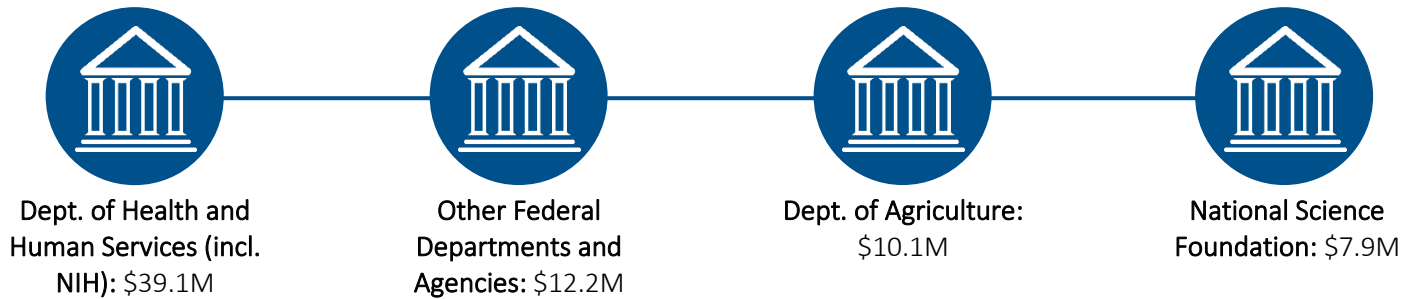 Dept. of Health and
Human Services (incl.
NIH): $39.1M
Other Federal
Departments and
Agencies: $12.2M
Dept. of Agriculture:
$10.1M
National Science
Foundation: $7.9M